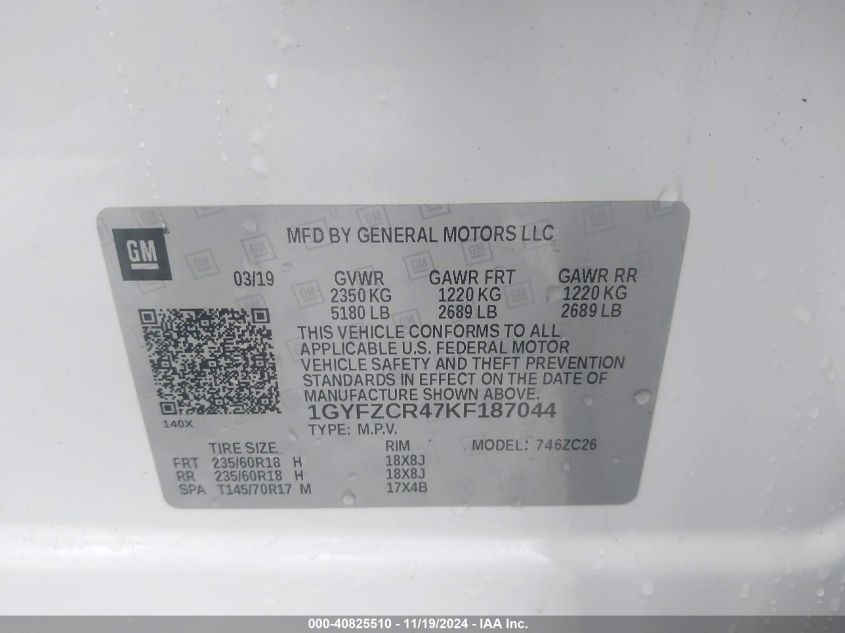 GM
MFD BY GENERAL MOTORS LLC
03/19 GVWR GAWR FRT GAWR RR
2350 KG 1220 KG 1220 KG
5180 LB 2689 LB 2689 LB
THIS VEHICLE CONFORMS TO ALL
APPLICABLE U.S. FEDERAL MOTOR
VEHICLE SAFETY AND THEFT PREVENTION
STANDARDS IN EFFECT ON THE DATE OF
MANUFACTURE SHOWN ABOVE.
1GYFZCR47KF187044
140X
TYPE: M.P.V.
TIRE SIZE RIM MODEL: 746ZC26
FRT 235/60R18 H 18X8J
RR 235/60R18 H 18X8J
SPA T145/70R17 M 17X4B
000-40825510 - 11/19/2024 - IAA Inc.